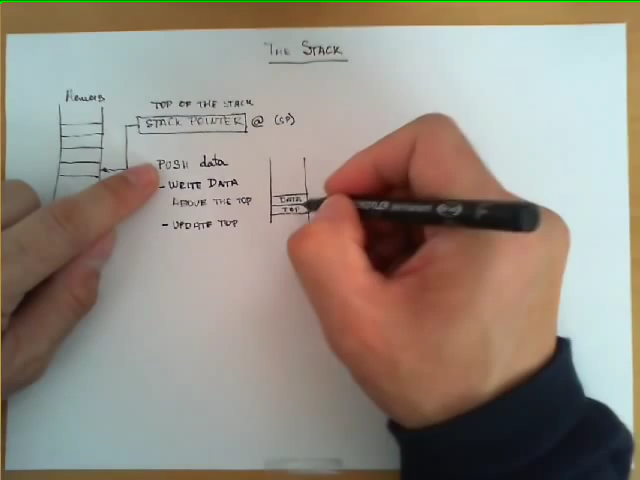 THE STACK
Memory
TOP OF THE STACK
STACK POINTER @ (SP)
PUSH data
- WRITE DATA
ABOVE THE TOP
- UPDATE TOP
DATA
TOP